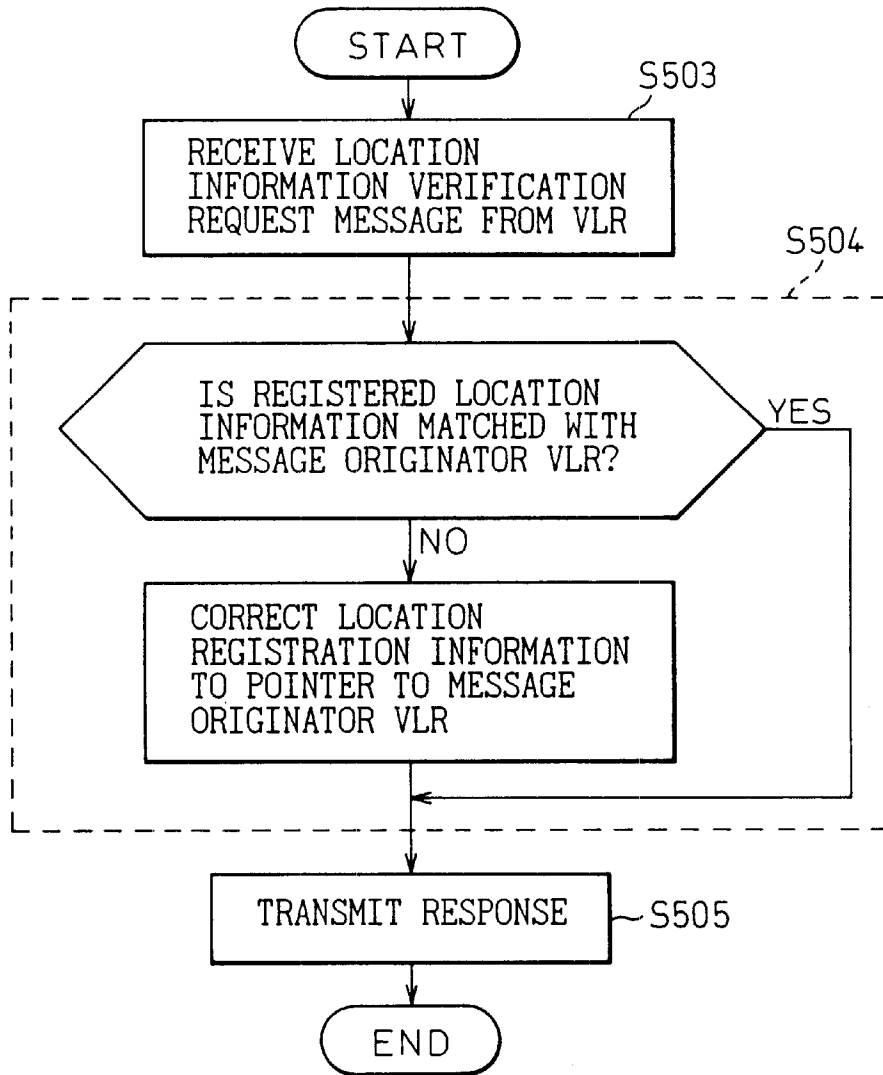 START
S503
RECEIVE LOCATION
INFORMATION VERIFICATION
REQUEST MESSAGE FROM VLR
S504
IS REGISTERED LOCATION
INFORMATION MATCHED WITH
MESSAGE ORIGINATOR VLR?
YES
NO
CORRECT LOCATION
REGISTRATION INFORMATION
TO POINTER TO MESSAGE
ORIGINATOR VLR
TRANSMIT RESPONSE
S505
END